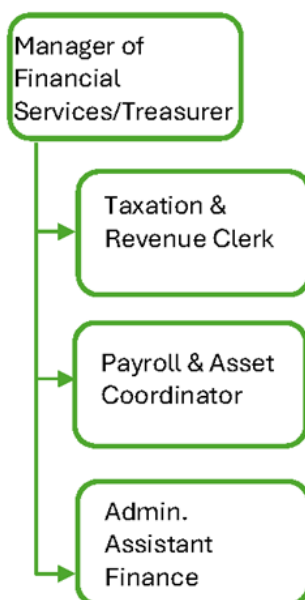 Manager of
Financial
Services/Treasurer
Taxation &
Revenue Clerk
Payroll & Asset
Coordinator
Admin.
Assistant
Finance